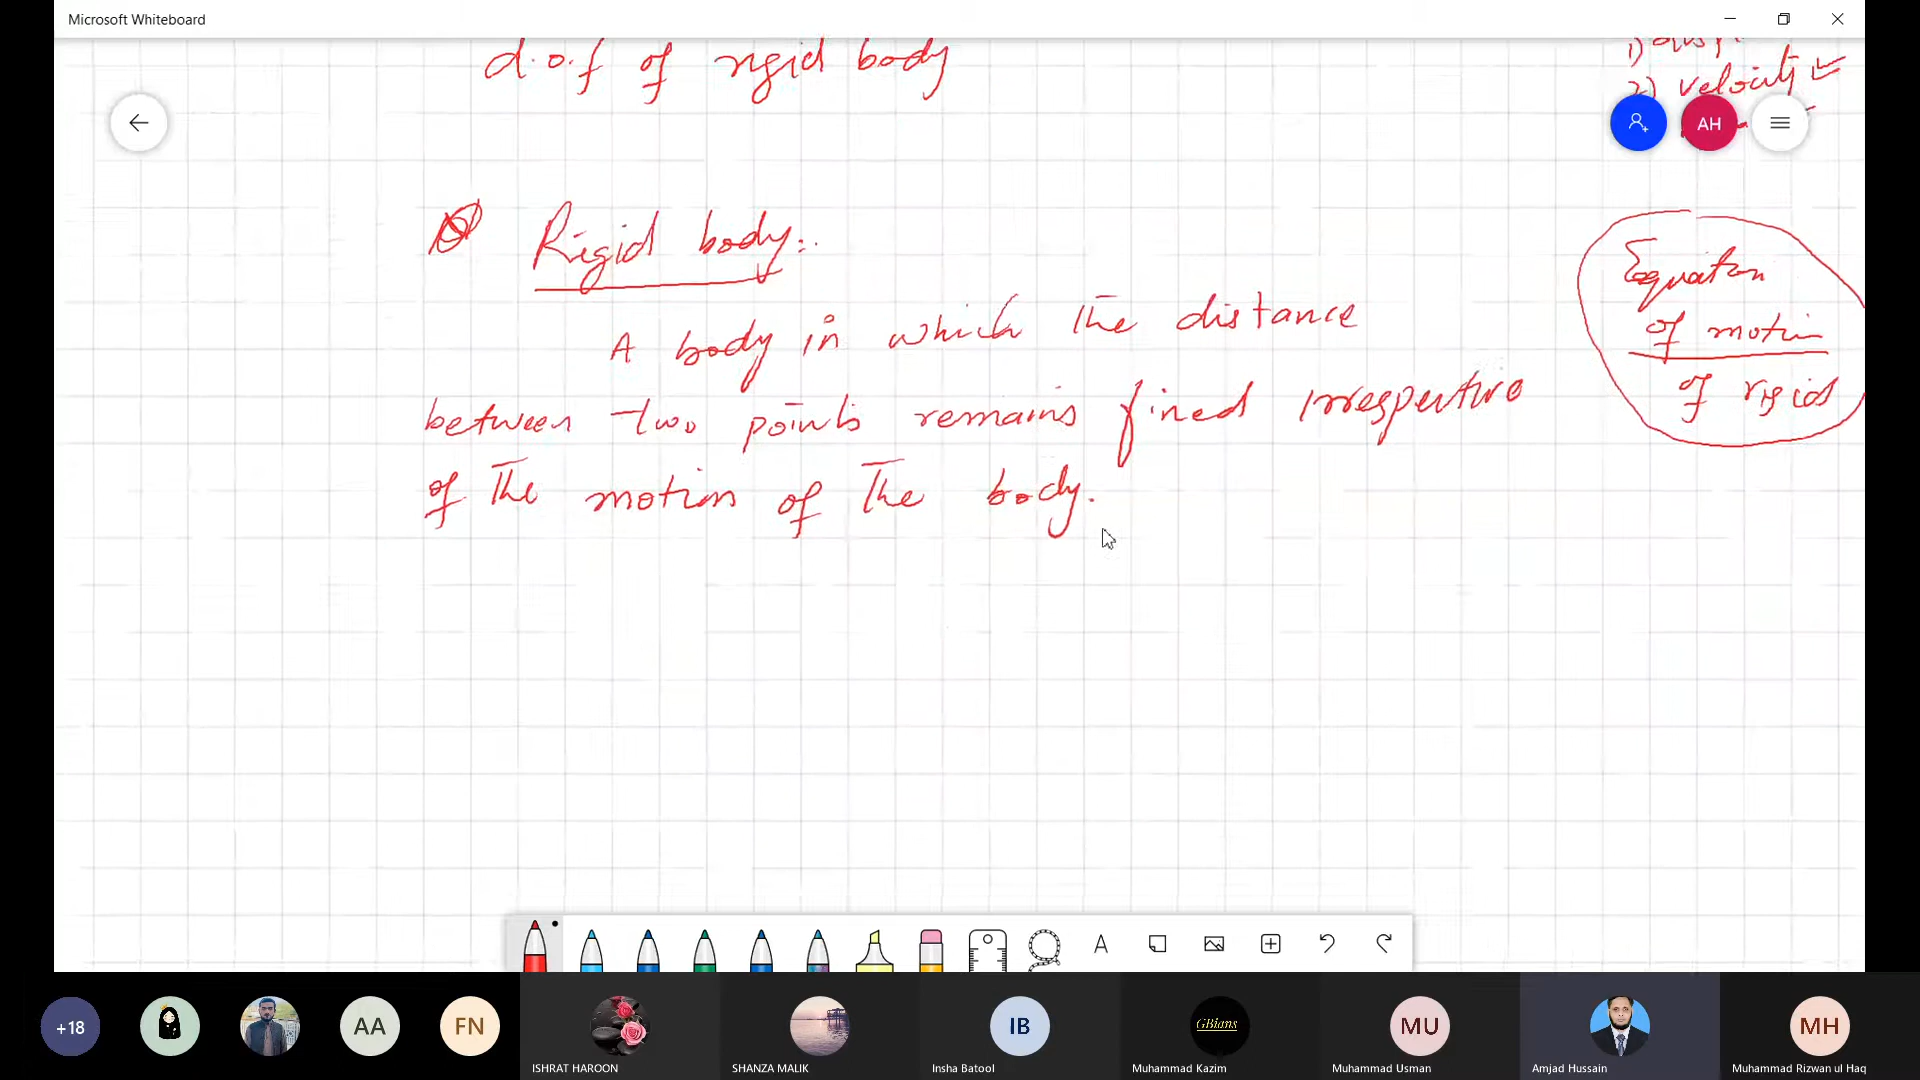 Microsoft Whiteboard
d.o.f of rigid body
2) velocity
AH
Rigid body:
A body in which the distance
between two points remains fined irrespective
of the motion of the body.
Equation
of motion
of rigid
A
+18
AA
FN
ISHRAT HAROON
SHANZA MALIK
IB
Insha Batool
GBians
Muhammad Kazim
MU
Muhammad Usman
Amjad Hussain
MH
Muhammad Rizwan ul Haq